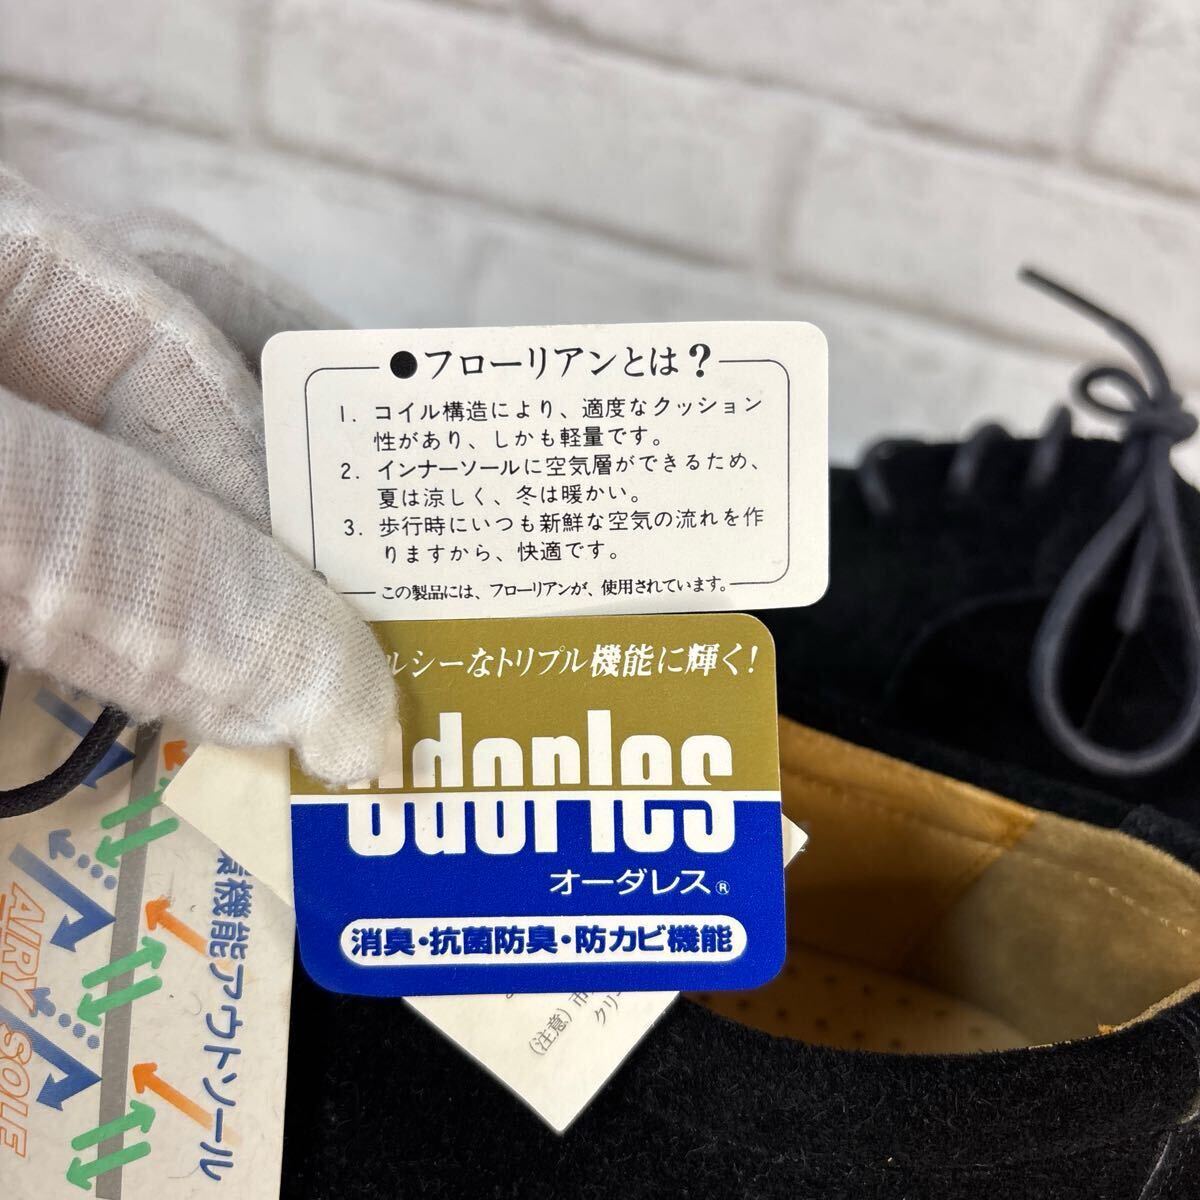 ●フローリアンとは?
1. コイル構造により、適度なクッション
性があり、しかも軽量です。
2. インナーソールに空気層ができるため、
夏は涼しく、冬は暖かい。
3. 歩行時にいつも新鮮な空気の流れを作
りますから、快適です。
この製品には、フローリアンが、使用されています。
ルシーなトリプル機能に輝く!
Odorles
オーダレス®
消臭・抗菌防臭・防カビ機能
機能アウトソール
AIRY SOLE
(注意)市
クリ